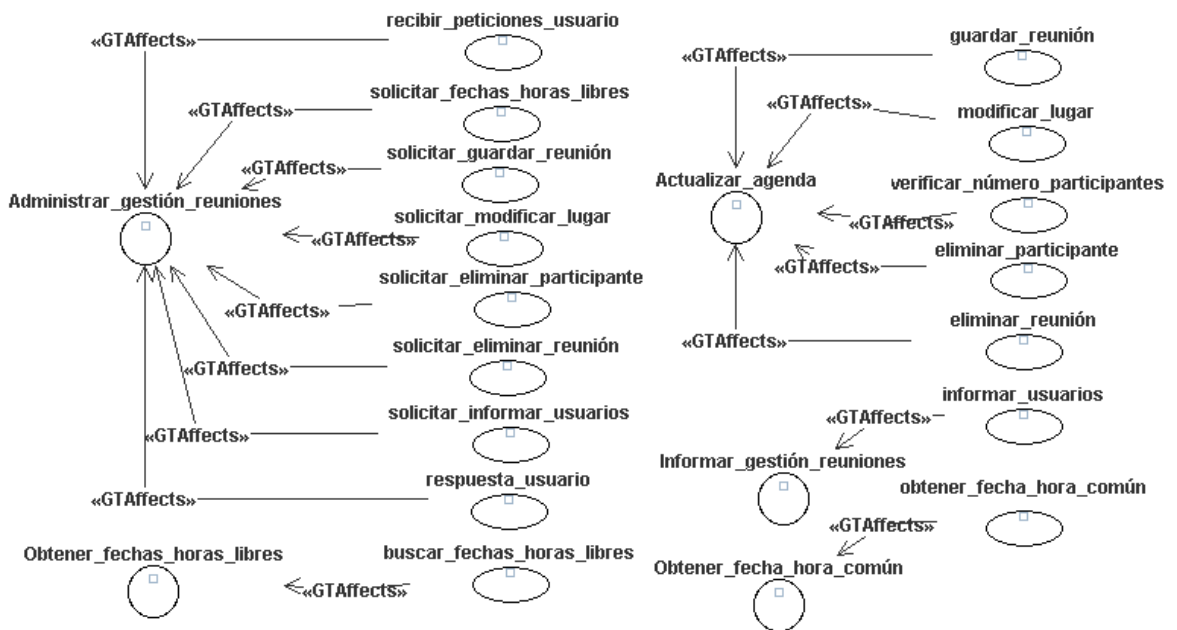 recibir_peticiones_usuario
«GTAffects»
solicitar_fechas_horas_libres
«GTAffects»
solicitar_guardar_reunión
«GTAffects»
Administrar_gestión_reuniones
solicitar_modificar_lugar
«GTAffects»
solicitar_eliminar_participante
«GTAffects»
solicitar_eliminar_reunión
«GTAffects»
solicitar_informar_usuarios
«GTAffects»
respuesta_usuario
«GTAffects»
Obtener_fechas_horas_libres
buscar_fechas_horas_libres
«GTAffects»
guardar_reunión
«GTAffects»
modificar_lugar
«GTAffects»
Actualizar_agenda
verificar_número_participantes
«GTAffects»
eliminar_participante
«GTAffects»
eliminar_reunión
«GTAffects»
informar_usuarios
«GTAffects»
Informar_gestión_reuniones
obtener_fecha_hora_común
«GTAffects»
Obtener_fecha_hora_común